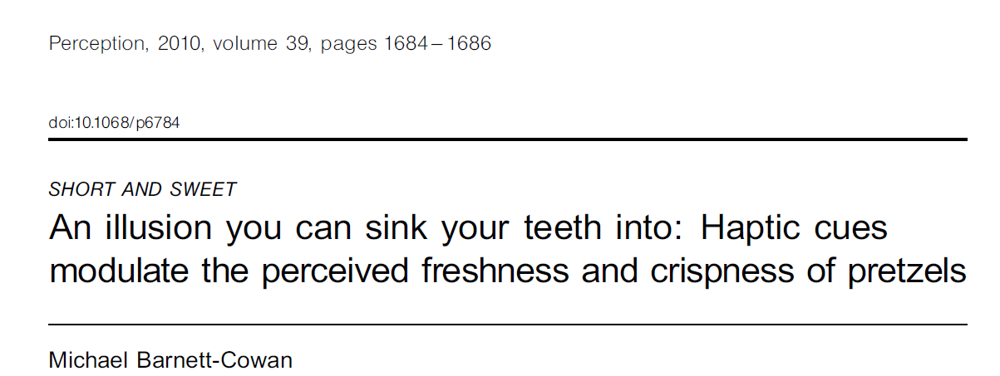 Perception, 2010, volume 39, pages 1684 – 1686
doi:10.1068/p6784
SHORT AND SWEET
An illusion you can sink your teeth into: Haptic cues
modulate the perceived freshness and crispness of pretzels
Michael Barnett-Cowan